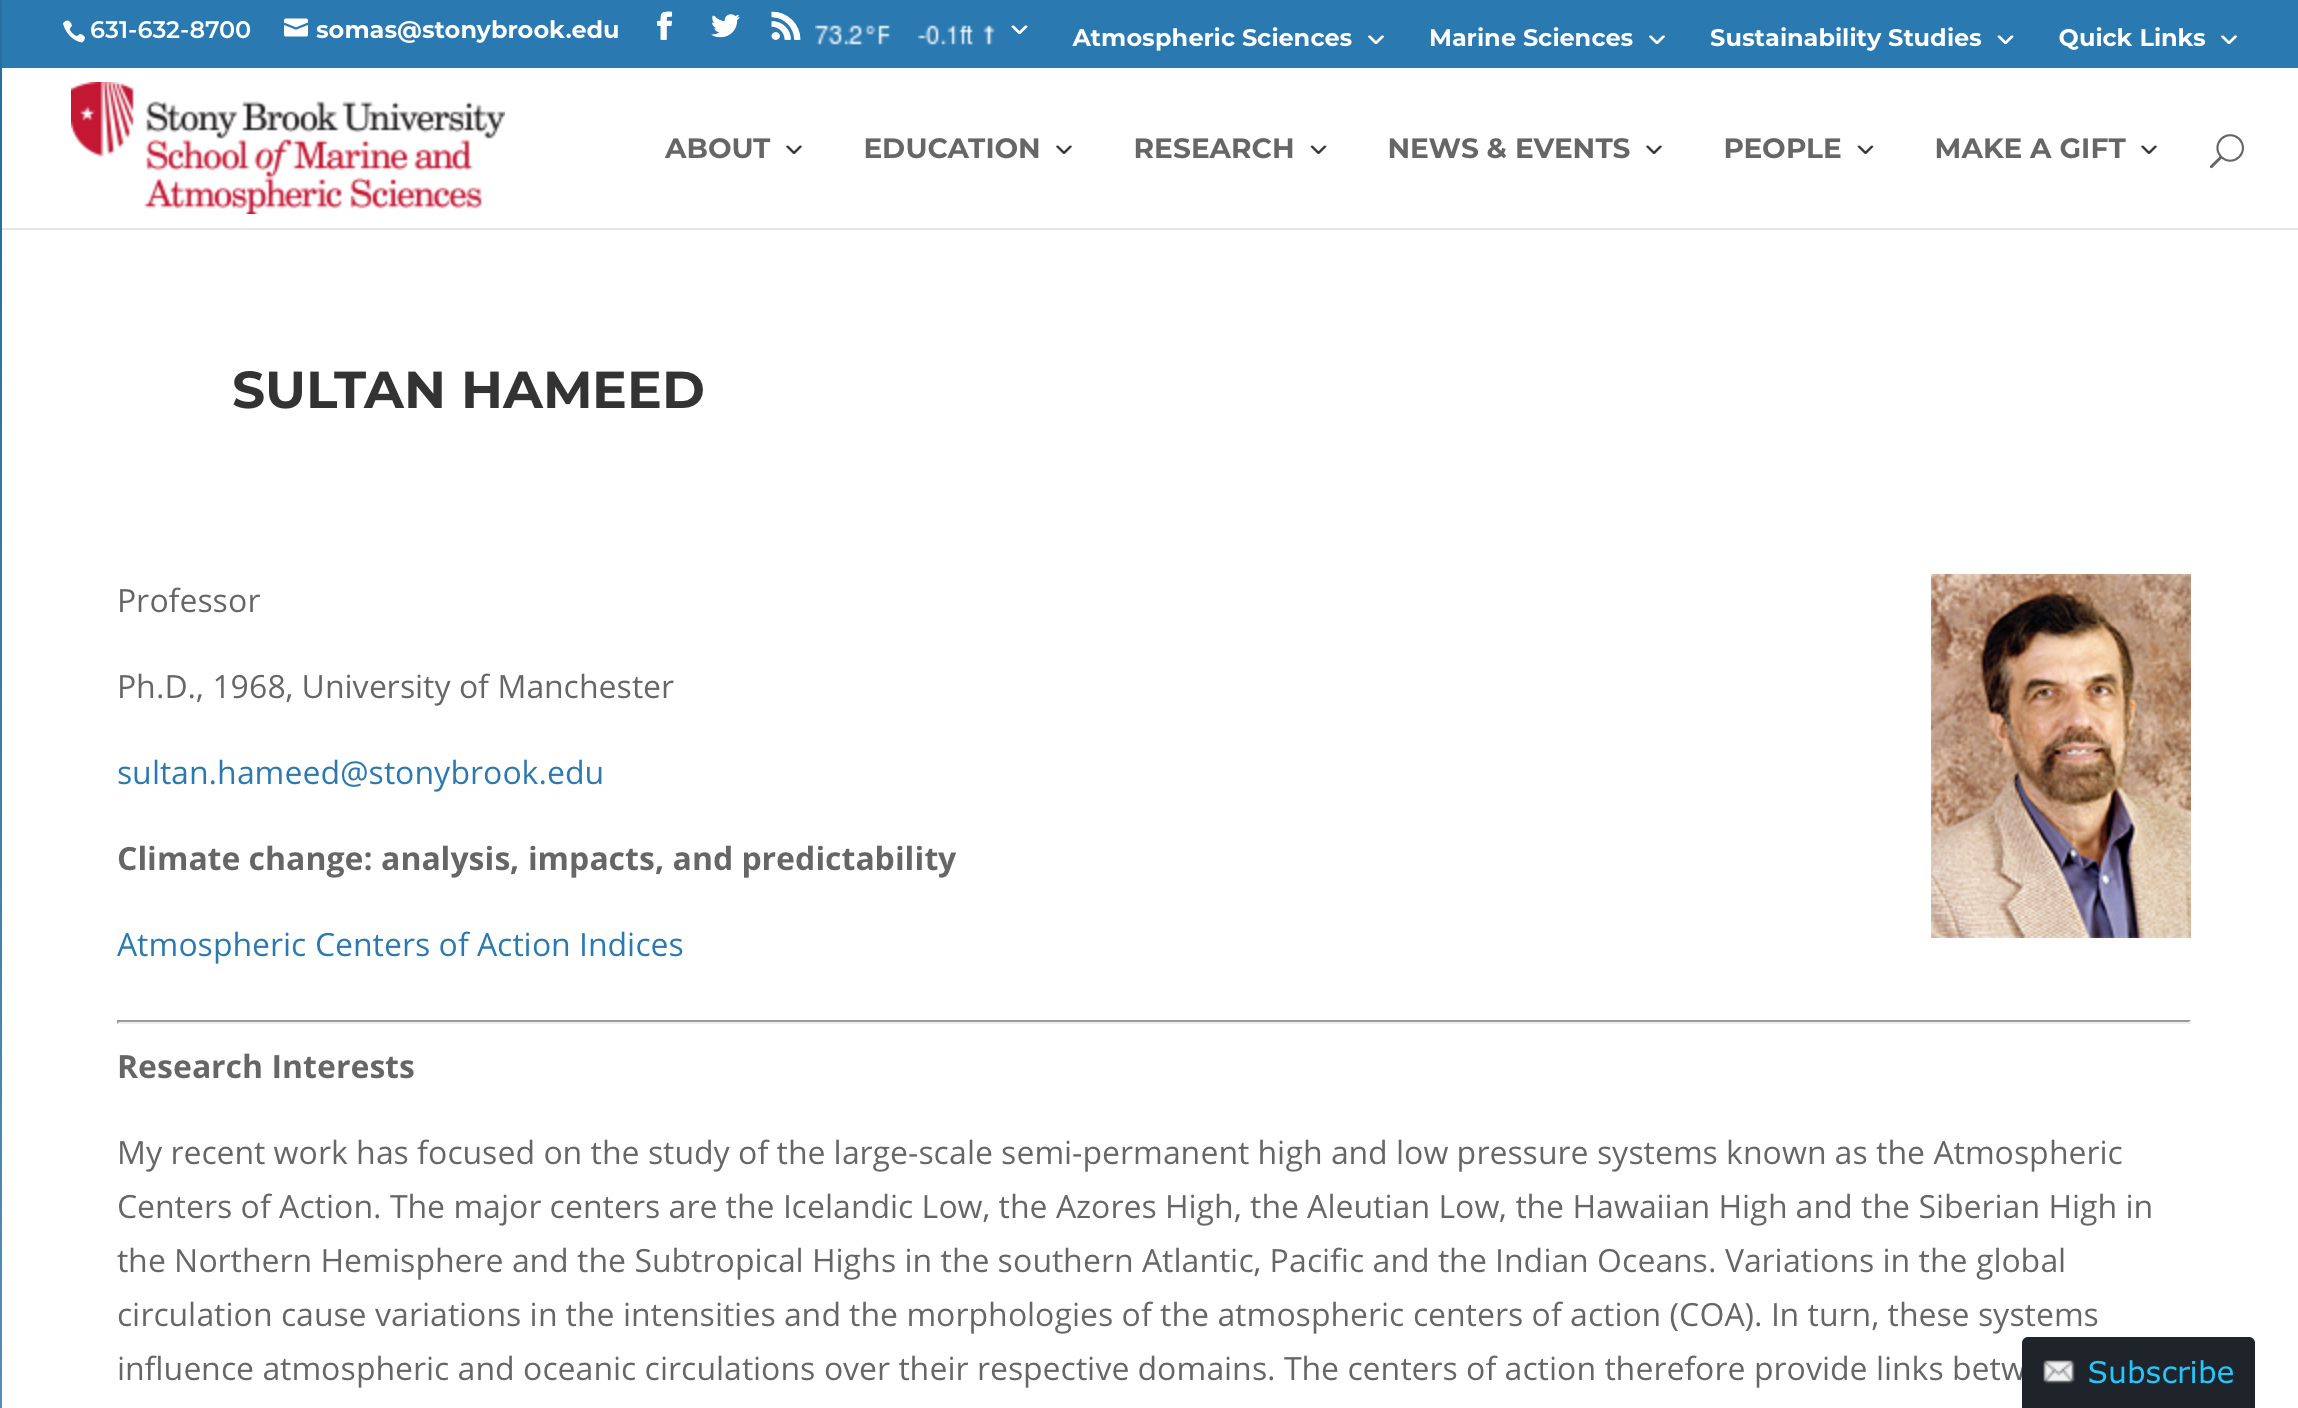 631-632-8700 somas@stonybrook.edu 73.2°F -0.1ft ↑ Atmospheric Sciences Marine Sciences Sustainability Studies Quick Links
Stony Brook University
School of Marine and
Atmospheric Sciences
ABOUT EDUCATION RESEARCH NEWS & EVENTS PEOPLE MAKE A GIFT
SULTAN HAMEED
Professor
Ph.D., 1968, University of Manchester
sultan.hameed@stonybrook.edu
Climate change: analysis, impacts, and predictability
Atmospheric Centers of Action Indices
Research Interests
My recent work has focused on the study of the large-scale semi-permanent high and low pressure systems known as the Atmospheric
Centers of Action. The major centers are the Icelandic Low, the Azores High, the Aleutian Low, the Hawaiian High and the Siberian High in
the Northern Hemisphere and the Subtropical Highs in the southern Atlantic, Pacific and the Indian Oceans. Variations in the global
circulation cause variations in the intensities and the morphologies of the atmospheric centers of action (COA). In turn, these systems
influence atmospheric and oceanic circulations over their respective domains. The centers of action therefore provide links
Subscribe